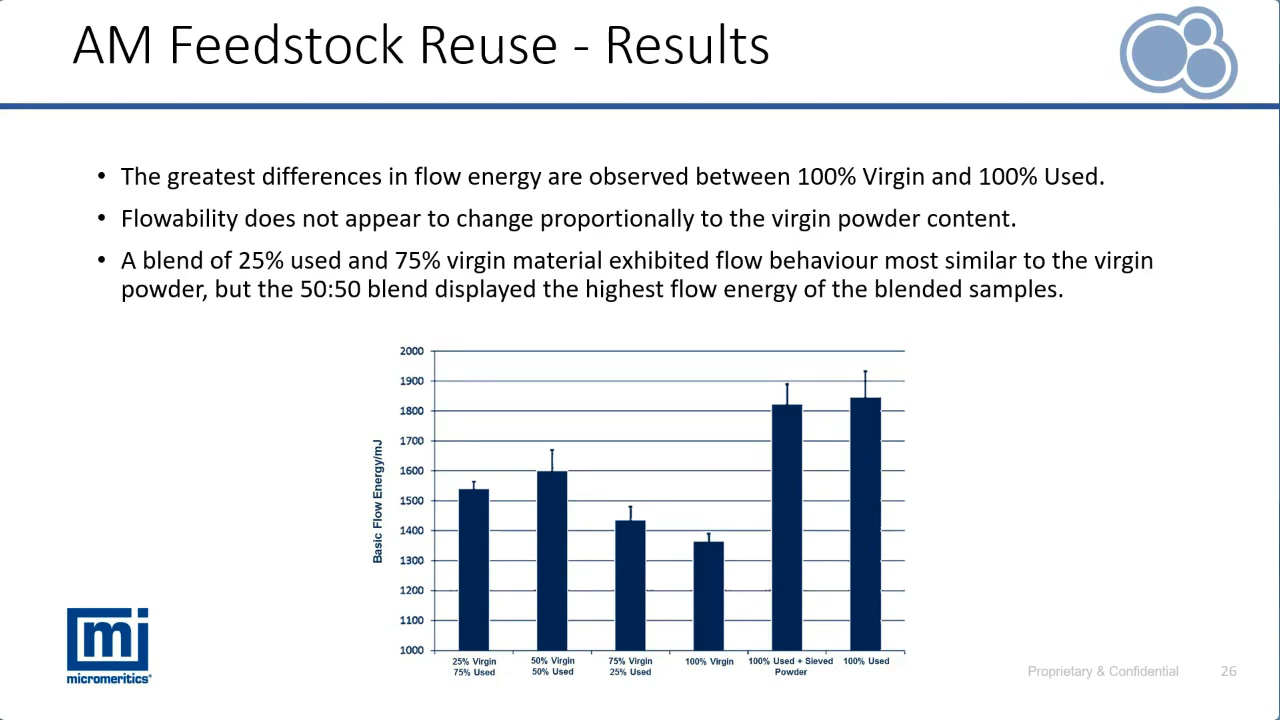 AM Feedstock Reuse - Results
• The greatest differences in flow energy are observed between 100% Virgin and 100% Used.
• Flowability does not appear to change proportionally to the virgin powder content.
• A blend of 25% used and 75% virgin material exhibited flow behaviour most similar to the virgin
powder, but the 50:50 blend displayed the highest flow energy of the blended samples.
Basic Flow Energy/mJ
2000
1900
1800
1700
1600
1500
1400
1300
1200
1100
1000
25% Virgin
75% Used
50% Virgin
50% Used
75% Virgin
25% Used
100% Virgin
100% Used + Sieved
Powder
100% Used
mi
micromeritics®
Proprietary & Confidential
26